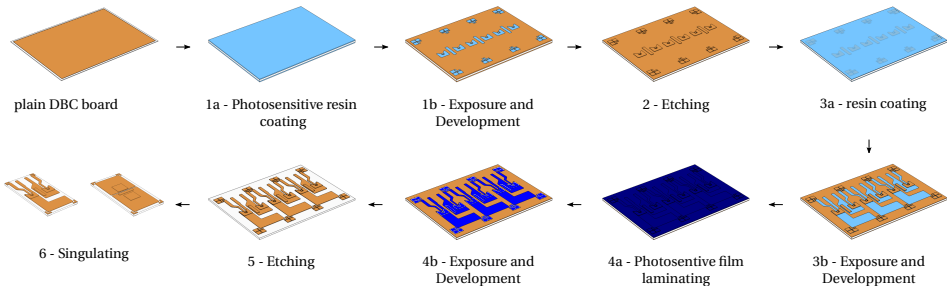 plain DBC board
1a - Photosensitive resin
coating
1b - Exposure and
Development
2 - Etching
3a - resin coating
6 - Singulating
5 - Etching
4b - Exposure and
Development
4a - Photosentive film
laminating
3b - Exposure and
Developpment